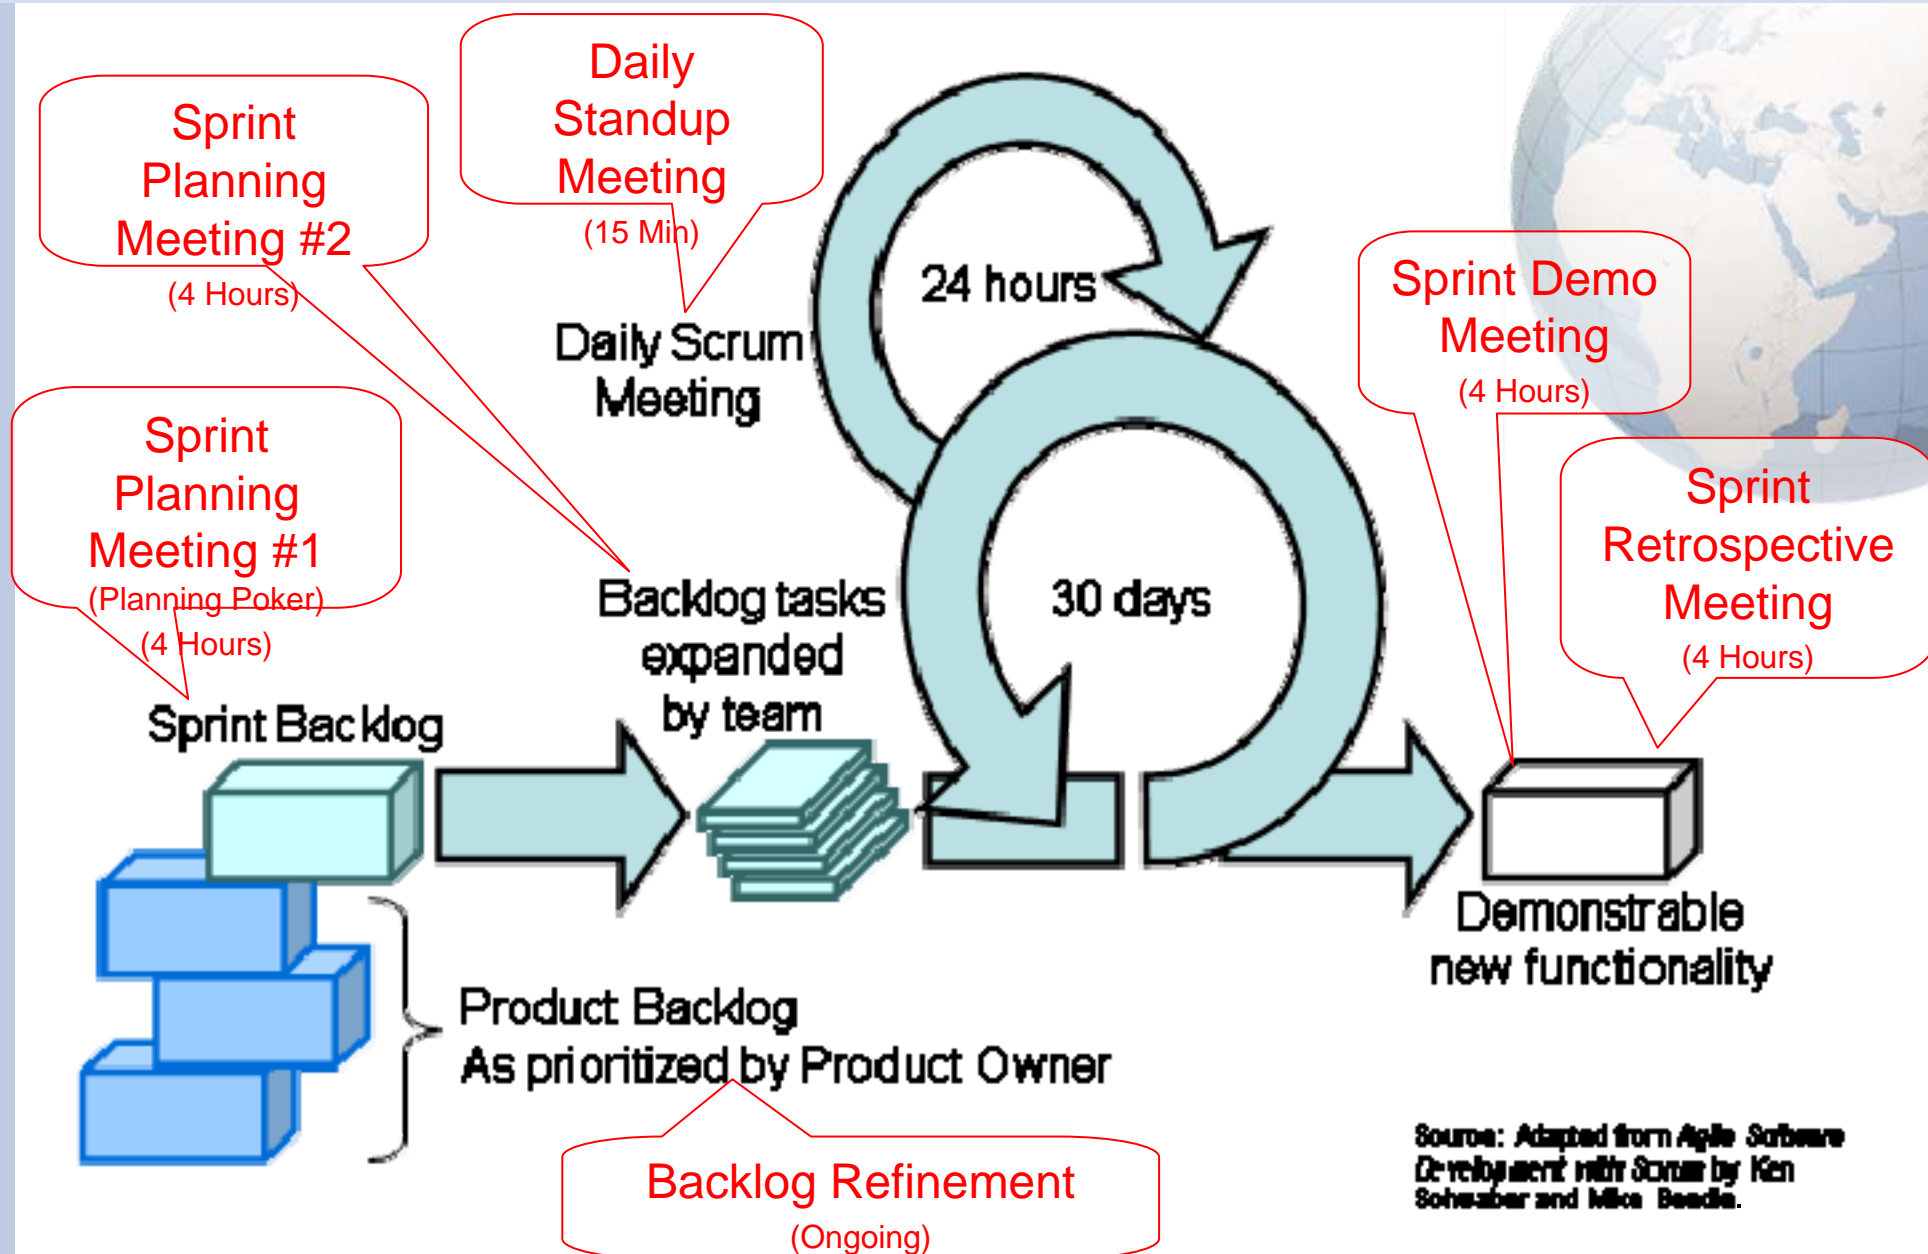 Daily
Standup
Meeting
(15 Min)
Sprint
Planning
Meeting #2
(4 Hours)
24 hours
Sprint Demo
Meeting
(4 Hours)
Daily Scrum
Meeting
Sprint
Planning
Meeting #1
(Planning Poker)
(4 Hours)
Sprint
Retrospective
Meeting
(4 Hours)
Backlog tasks
expanded
by team
30 days
Sprint Backlog
Demonstrable
new functionality
Product Backlog
As prioritized by Product Owner
Source: Adapted from Agile Software
Development with Scrum by Ken
Schwaber and Mike Beedle.
Backlog Refinement
(Ongoing)